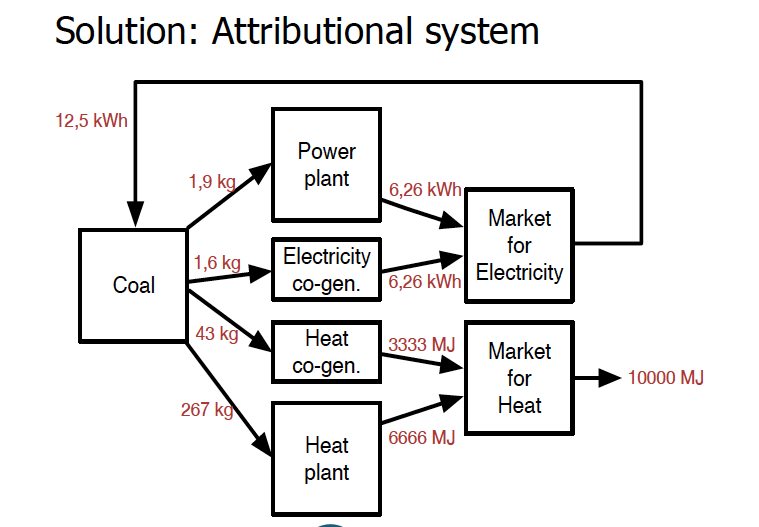 Solution: Attributional system
12,5 kWh
Power
plant
1,9 kg
6,26 kWh
Market
for
Electricity
Electricity
co-gen.
1,6 kg
6,26 kWh
Coal
Heat
co-gen.
43 kg
3333 MJ
Market
for
Heat
10000 MJ
267 kg
6666 MJ
Heat
plant